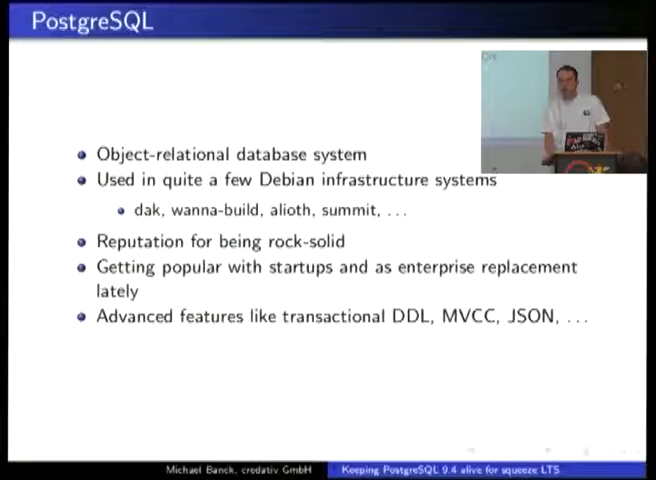 PostgreSQL
Object-relational database system
Used in quite a few Debian infrastructure systems
dak, wanna-build, alioth, summit, ...
Reputation for being rock-solid
Getting popular with startups and as enterprise replacement
lately
Advanced features like transactional DDL, MVCC, JSON, ...
Michael Banck, credativ GmbH
Keeping PostgreSQL 9.4 alive for squeeze LTS